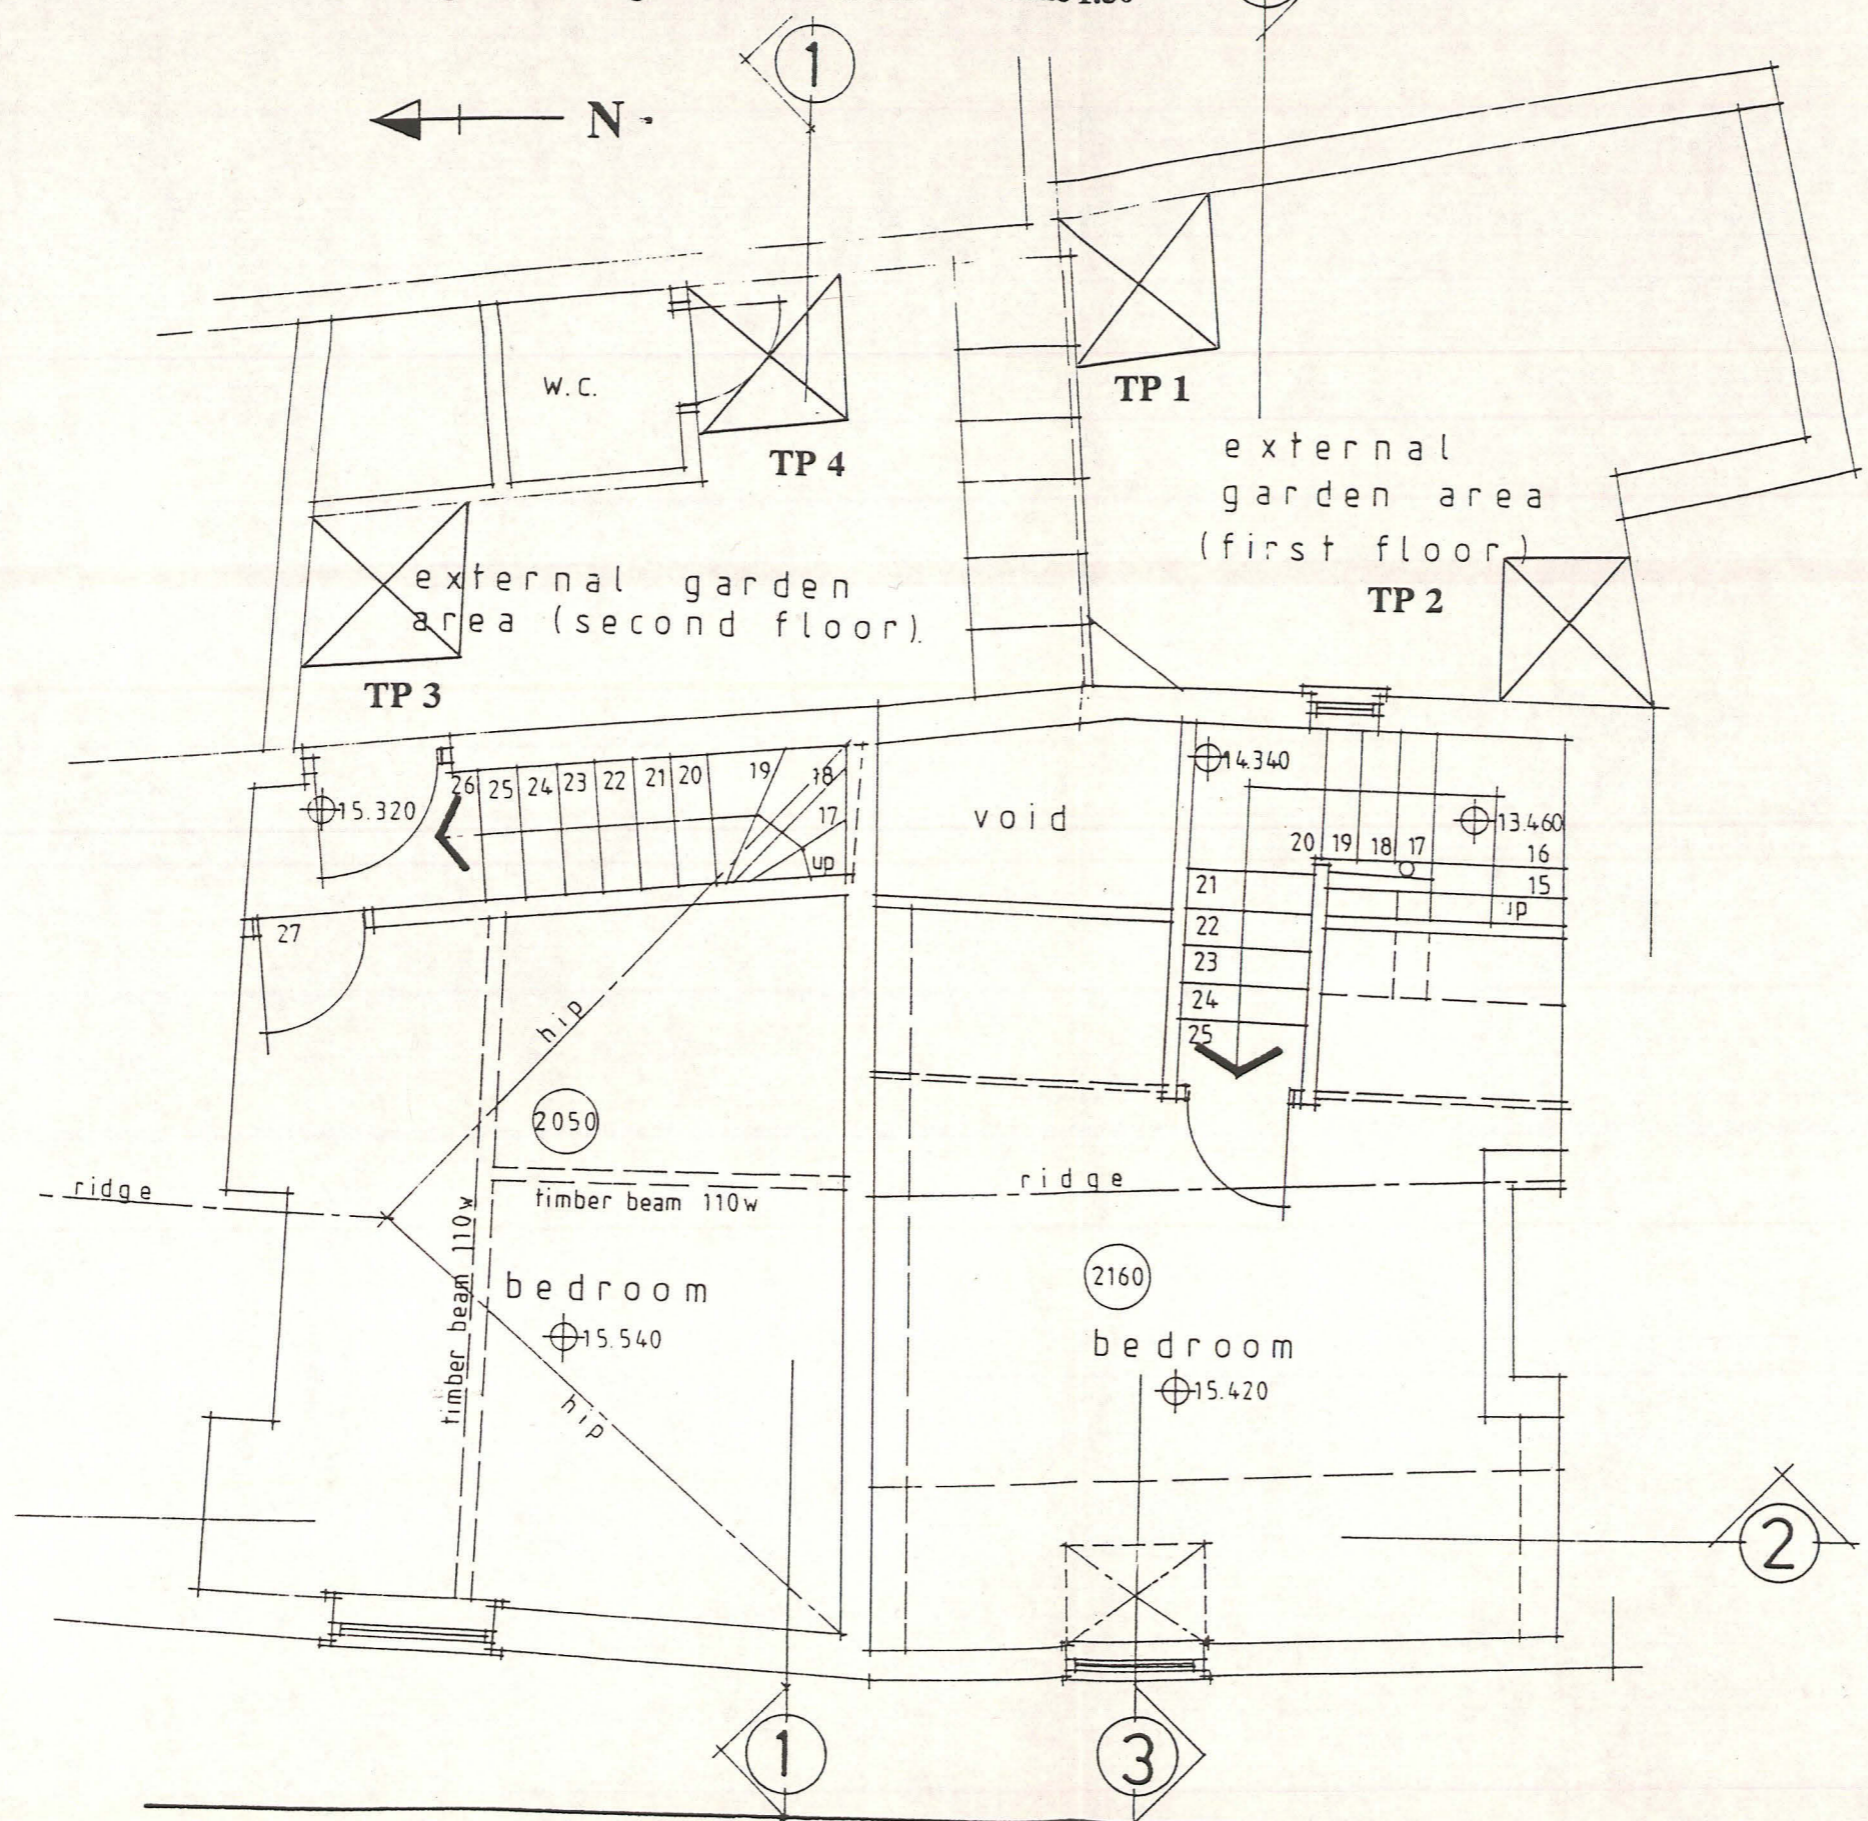 1:50
1
N
W.C.
TP 1
TP 4
external
garden area
(first floor)
TP 2
external garden
area (second floor).
TP 3
14.340
15.320
26 25 24 23 22 21 20 19 18
17
up
void
13.460
20 19 18 17
16
15
21
22
23
24
25
27
hip
2050
ridge
ridge
timber beam 110w
timber beam 110w
2160
bedroom
15.540
bedroom
15.420
hip
2
1
3